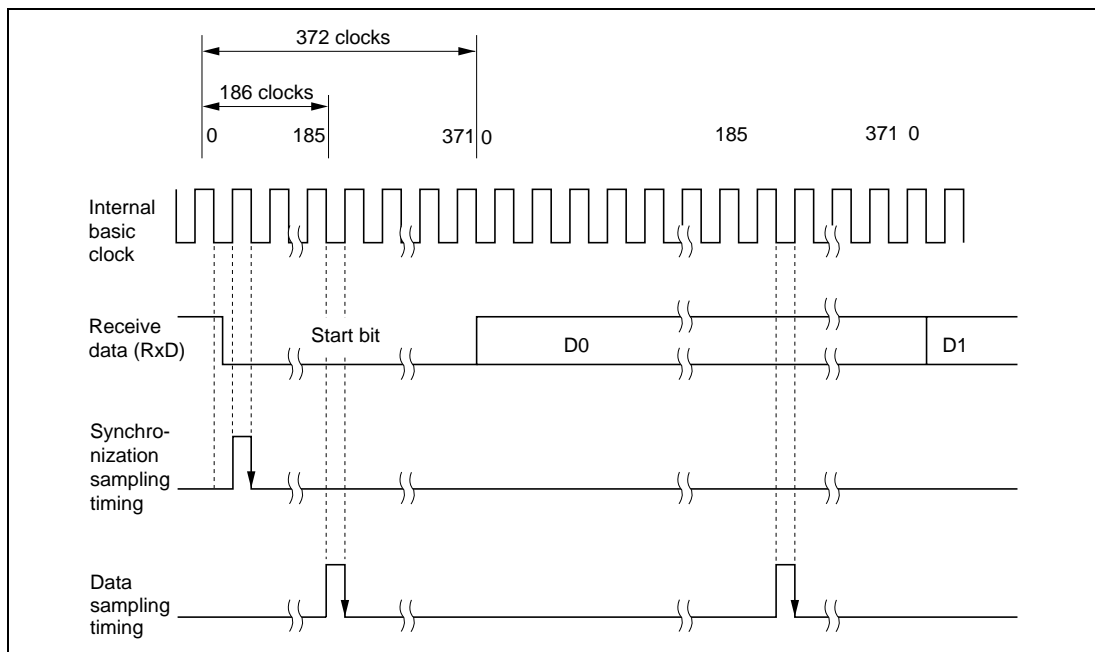 372 clocks
186 clocks
0 185 371 0 185 371 0
Internal
basic
clock
Receive
data (RxD)
Start bit
D0
D1
Synchro-
nization
sampling
timing
Data
sampling
timing